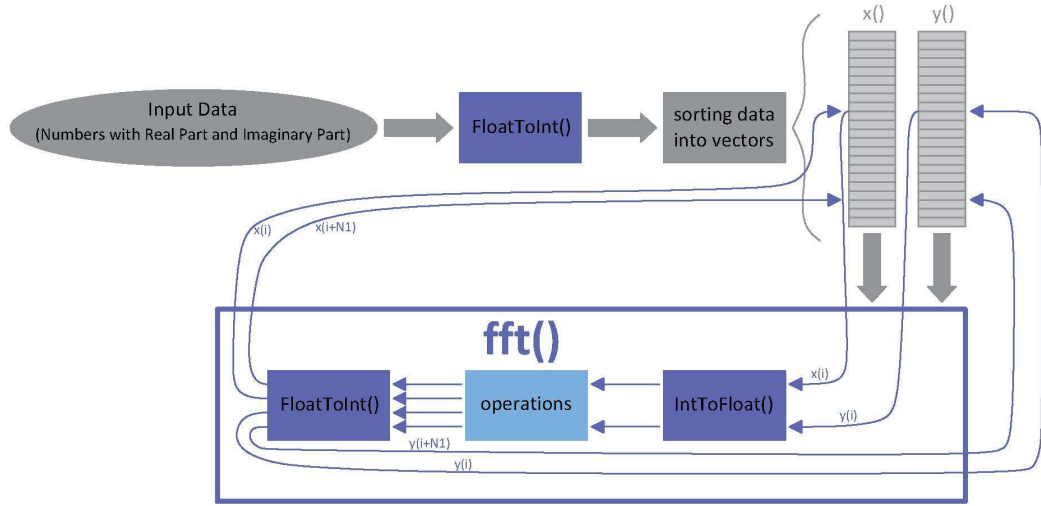 x()
y()
Input Data
(Numbers with Real Part and Imaginary Part)
FloatToInt()
sorting data
into vectors
x(i)
x(i+N1)
fft()
FloatToInt()
operations
IntToFloat()
x(i)
y(i)
y(i+N1)
y(i)